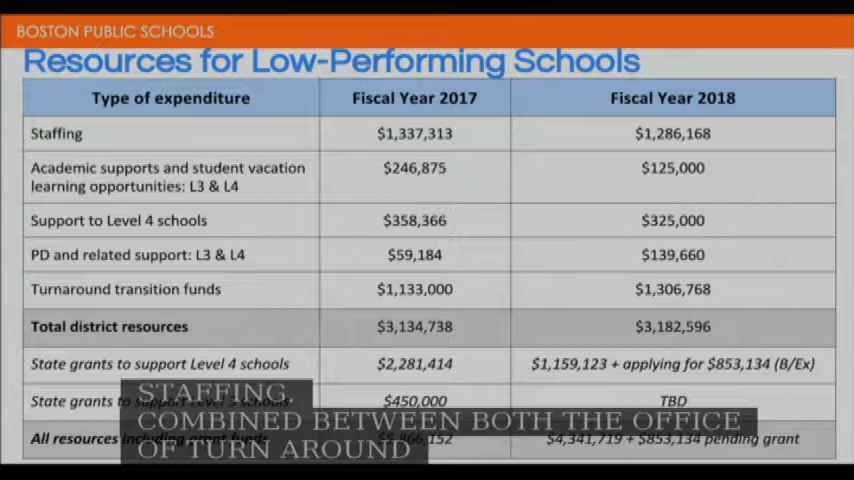 BOSTON PUBLIC SCHOOLS
Resources for Low-Performing Schools
Type of expenditure Fiscal Year 2017 Fiscal Year 2018
Staffing $1,337,313 $1,286,168
Academic supports and student vacation
learning opportunities: L3 & L4 $246,875 $125,000
Support to Level 4 schools $358,366 $325,000
PD and related support: L3 & L4 $59,184 $139,660
Turnaround transition funds $1,133,000 $1,306,768
Total district resources $3,134,738 $3,182,596
State grants to support Level 4 schools $2,281,414 $1,159,123 + applying for $853,134 (B/Ex)
State grants to support Level schools $450,000 TBD
All resources including grant funds $4,341,719 + $853,134 pending grant
STAFFING,
COMBINED BETWEEN BOTH THE OFFICE
OF TURN AROUND